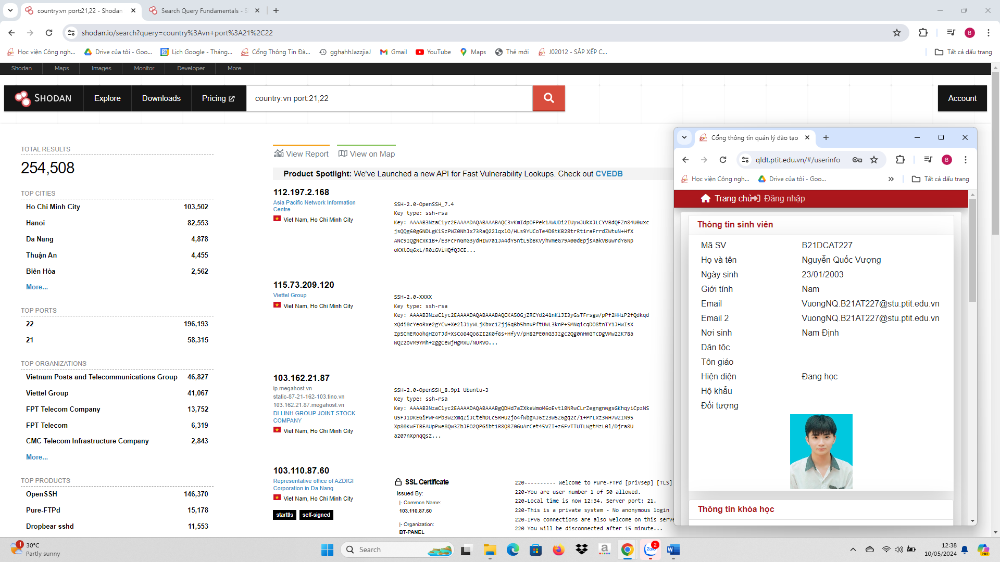 country:vn port:21,22 - Shodan
Search Query Fundamentals - S
shodan.io/search?query=country%3Avn+port%3A21%2C22
B
Học viện Công ngh...
Drive của tôi - Goo...
28
Lịch Google - Tháng...
Cổng Thông Tin Đà...
gghạhhJazzjiaJ
Gmail
YouTube
Maps
Thẻ mới
J02012 - SẮP XẾP C...
Tất cả dấu trang
Shodan
Maps
Images
Monitor
Developer
More...
SHODAN
Explore
Downloads
Pricing
country:vn port:21,22
Account
TOTAL RESULTS
254,508
TOP CITIES
Ho Chi Minh City 103,502
Hanoi 82,553
Da Nang 4,878
Thuận An 4,455
Biên Hòa 2,562
More...
TOP PORTS
22 196,193
21 58,315
TOP ORGANIZATIONS
Vietnam Posts and Telecommunications Group 46,827
Viettel Group 41,067
FPT Telecom Company 13,752
FPT Telecom 6,319
CMC Telecom Infrastructure Company 2,843
More...
TOP PRODUCTS
OpenSSH 146,370
Pure-FTPd 15,178
Dropbear sshd 11,553
View Report
View on Map
Product Spotlight: We've Launched a new API for Fast Vulnerability Lookups. Check out CVEDB
112.197.2.168
Asia Pacific Network Information
Centre
Viet Nam, Ho Chi Minh City
SSH-2.0-OpenSSH_7.4
Key type: ssh-rsa
Key: AAAAB3NzaC1yc2EAAAADAQABAAABAQC3vKmIdpOFPek1AWUDi2IUywJUkXJLCYVBdQFZn84U0uxc
jsQQg60gGNDLgK1SzPWZ0NhJx73RaQ22lqxlO/HLs9YUCoTe4D8tKB28trRtiraFrrdZWtuN+HfX
ANc9IQgNcxK1B+/E3FcFnGnG3ydHIW7a1JA4dY5ntL5bBKVyhVmeG79A00dEpjsAakVBuwrdY6Np
oKXtOq6xL/R0zGViHQfQJCE...
115.73.209.120
Viettel Group
Viet Nam, Ho Chi Minh City
SSH-2.0-XXXX
Key type: ssh-rsa
Key: AAAAB3NzaC1yc2EAAAADAQABAAABAQCKA5OGjZRCYd241nKlJI3yGsTFrsgw/pPf2HHiP2fQdkqd
xQdi0cYeoRxe2gYCw+Xe2lJ1yWLjKbxc1Zjj6qBb5hnuPftUWL3knP+SMNqicqDO8tnTY1JHwIsX
ZpSCmERoohqHZoTJd+XsCo64Qo6ZI2K0f6s+HfyV/pH82PE0nG3Jzgc2Qg0nHmGTcDgVMw2zK78a
WQZ2oVM9YMh+2ggCeWjHgMxU/NURVO...
103.162.21.87
ip.megahost.vn
static-87-21-162-103.tino.vn
103.162.21.87.megahost.vn
DI LINH GROUP JOINT STOCK
COMPANY
Viet Nam, Ho Chi Minh City
SSH-2.0-OpenSSH_8.9p1 Ubuntu-3
Key type: ssh-rsa
Key: AAAAB3NzaC1yc2EAAAADAQABAAABgQDHd7aZXkeWmoM6oEvtl8NRwCLrZegngnwgsGKhqyiCpzNS
u5FJ1DKEGiPwF4Pb3wZxmqZiJCtehDLc5RHU2jo4fWbgAJ6z23W5Z6gq2c/1+PrLxz3wH7wZIN95
Xp80KwFTBEAUpPwe8Qw3ZbJFO2QPGibt1R8Q8Z0GuArCet45VZI+z6FvTTUTLWgtMzL0l/Djra8U
a207nXpnqQsZ...
103.110.87.60
Representative office of AZDIGI
Corporation in Da Nang
Viet Nam, Ho Chi Minh City
starttls
self-signed
SSL Certificate
Issued By:
|- Common Name:
103.110.87.60
|- Organization:
BT-PANEL
220---------- Welcome to Pure-FTPd [privsep] [TLS]
220-You are user number 1 of 50 allowed.
220-Local time is now 12:34. Server port: 21.
220-This is a private system - No anonymous login
220-IPv6 connections are also welcome on this serve
220 You will be disconnected after 15 minute...
Cổng thông tin quản lý đào tạo
qldt.ptit.edu.vn/#/userinfo
B
Học viện Công ngh...
Drive của tôi - Goo...
Tất cả dấu trang
Trang chủ
Đăng nhập
Thông tin sinh viên
Mã SV B21DCAT227
Họ và tên Nguyễn Quốc Vượng
Ngày sinh 23/01/2003
Giới tính Nam
Email VuongNQ.B21AT227@stu.ptit.edu.vn
Email 2 VuongNQ.B21AT227@stu.ptit.edu.vn
Nơi sinh Nam Định
Dân tộc
Tôn giáo
Hiện diện Đang học
Hộ khẩu
Đối tượng
Thông tin khóa học
1
30°C
Partly sunny
Search
Zalo
2
12:38
10/05/2024
PRE